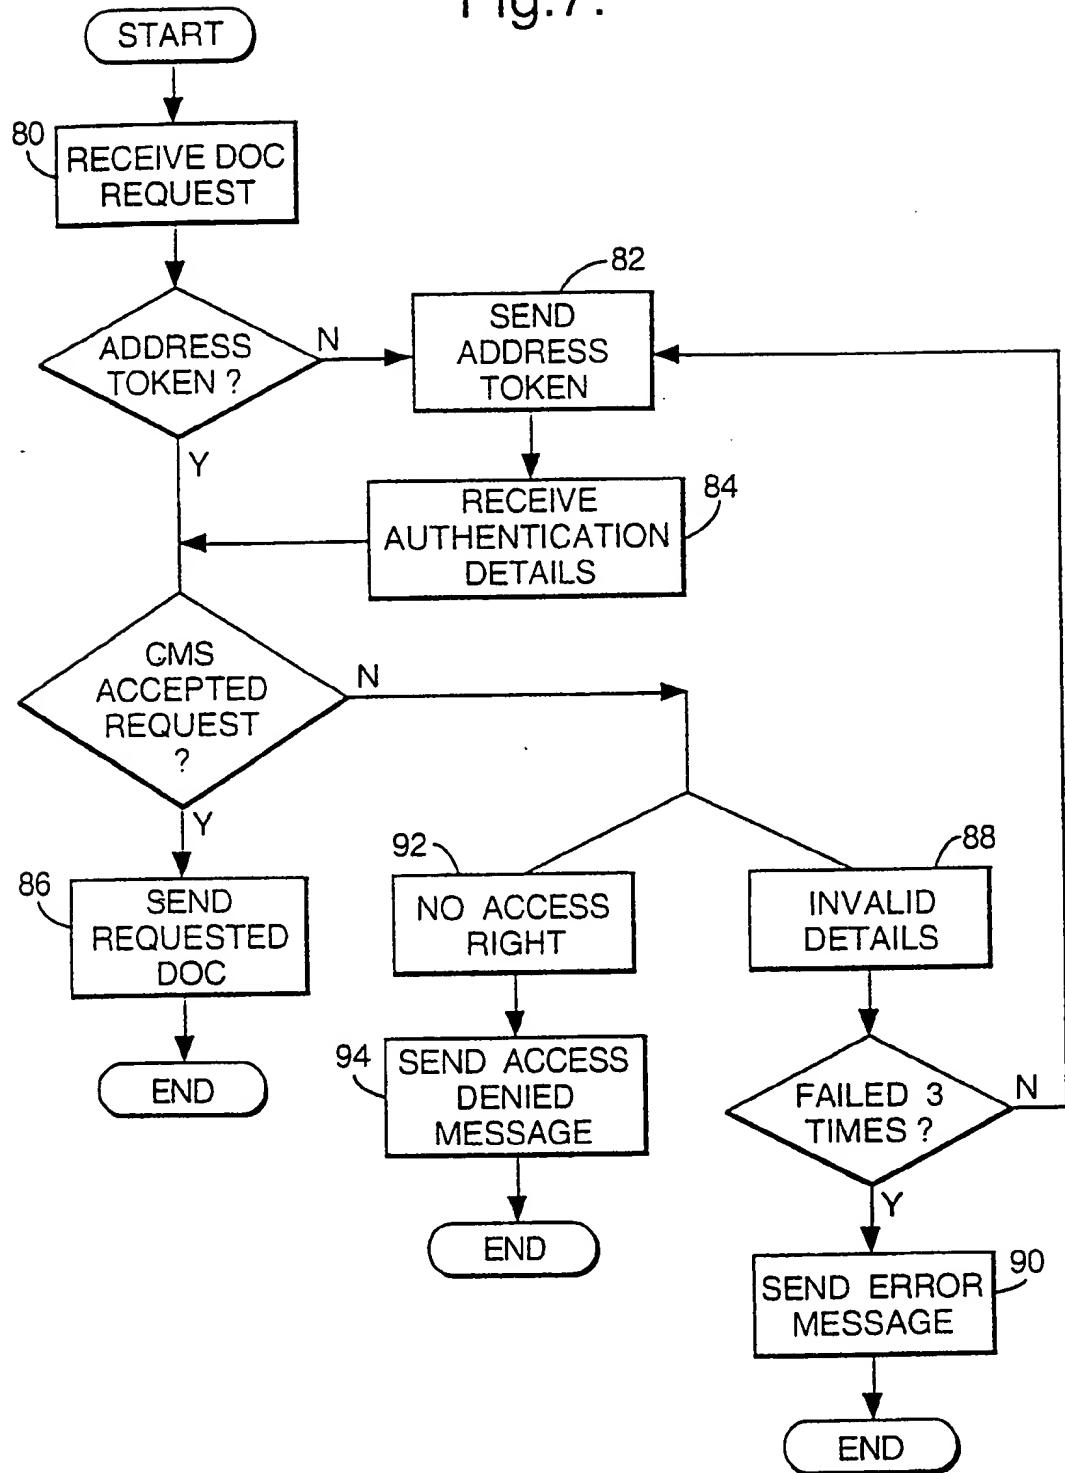 Fig.7.
START
80
RECEIVE DOC
REQUEST
82
SEND
ADDRESS
TOKEN
ADDRESS
TOKEN ?
N
Y
84
RECEIVE
AUTHENTICATION
DETAILS
CMS
ACCEPTED
REQUEST
?
N
Y
86
SEND
REQUESTED
DOC
END
92
NO ACCESS
RIGHT
94
SEND ACCESS
DENIED
MESSAGE
END
88
INVALID
DETAILS
FAILED 3
TIMES ?
N
Y
90
SEND ERROR
MESSAGE
END